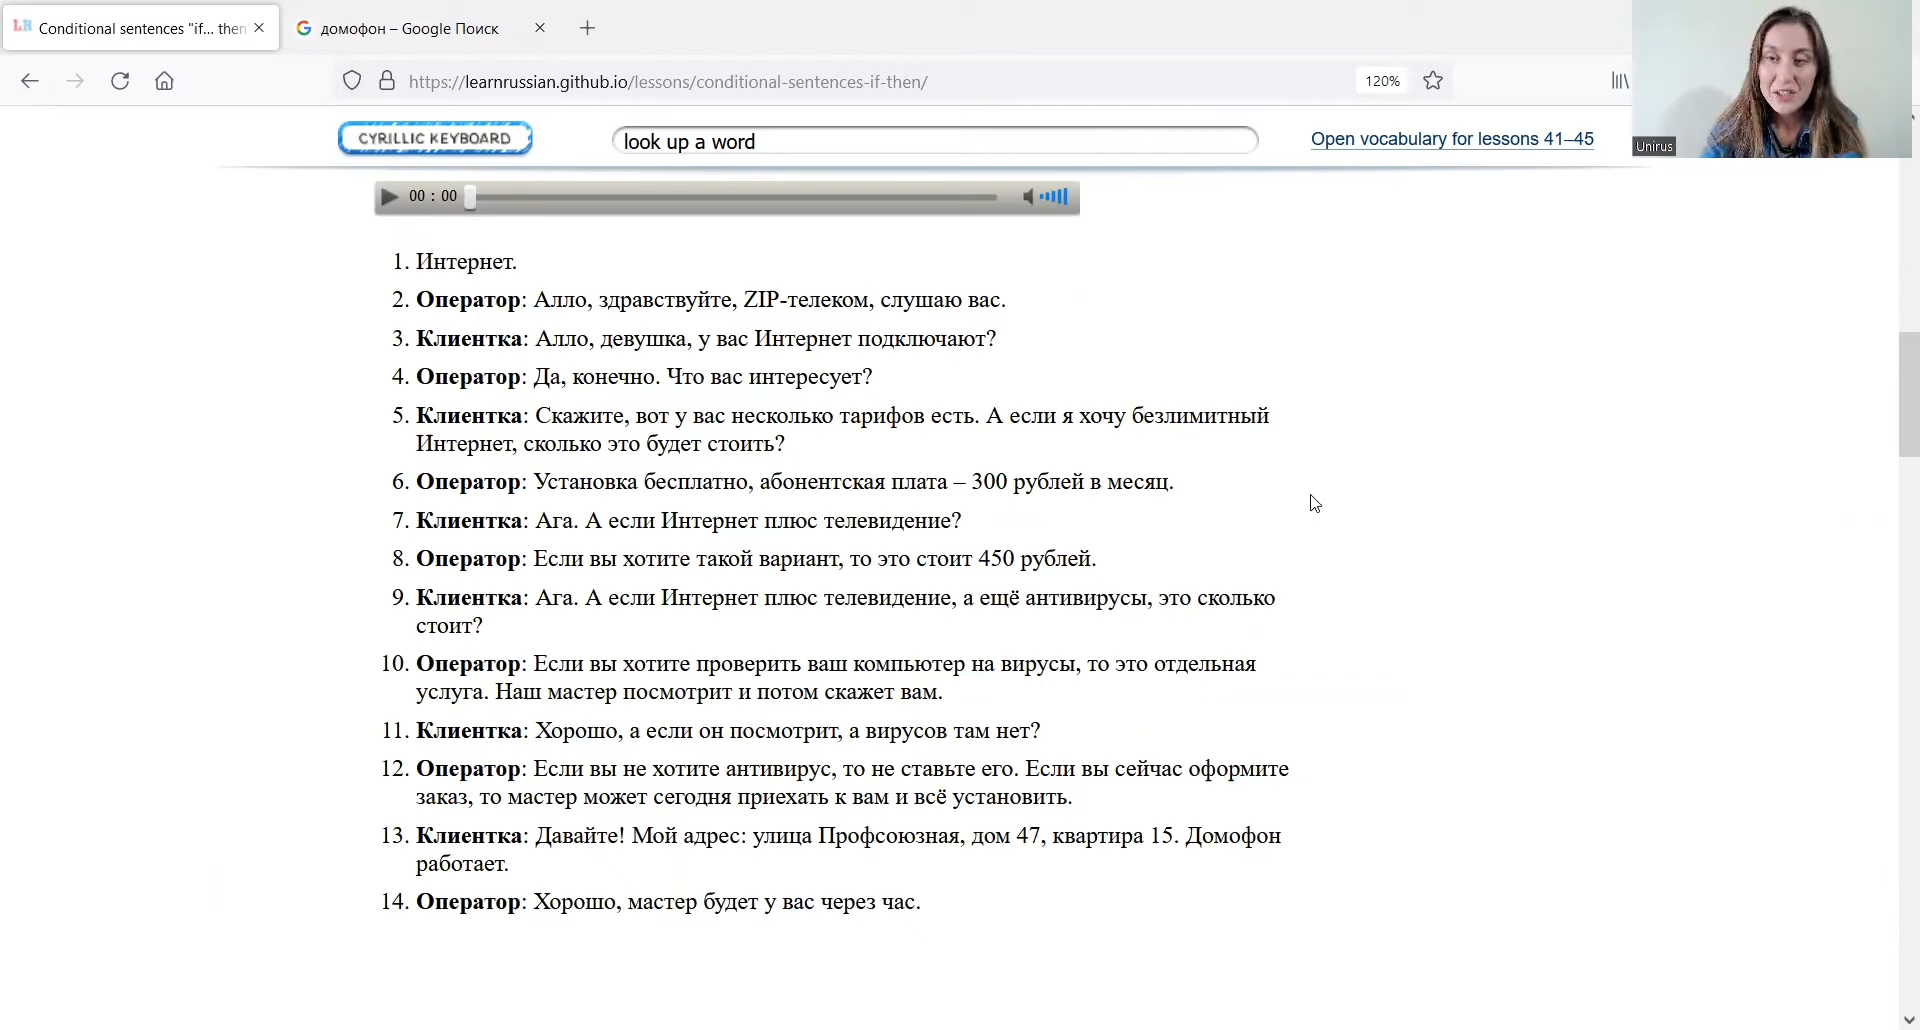 LR Conditional sentences "if... then
домофон – Google Поиск
https://learnrussian.github.io/lessons/conditional-sentences-if-then/
120%
CYRILLIC KEYBOARD
look up a word
Open vocabulary for lessons 41–45
Unirus
00 : 00
1. Интернет.
2. Оператор: Алло, здравствуйте, ZIP-телеком, слушаю вас.
3. Клиентка: Алло, девушка, у вас Интернет подключают?
4. Оператор: Да, конечно. Что вас интересует?
5. Клиентка: Скажите, вот у вас несколько тарифов есть. А если я хочу безлимитный
Интернет, сколько это будет стоить?
6. Оператор: Установка бесплатно, абонентская плата – 300 рублей в месяц.
7. Клиентка: Ага. А если Интернет плюс телевидение?
8. Оператор: Если вы хотите такой вариант, то это стоит 450 рублей.
9. Клиентка: Ага. А если Интернет плюс телевидение, а ещё антивирусы, это сколько
стоит?
10. Оператор: Если вы хотите проверить ваш компьютер на вирусы, то это отдельная
услуга. Наш мастер посмотрит и потом скажет вам.
11. Клиентка: Хорошо, а если он посмотрит, а вирусов там нет?
12. Оператор: Если вы не хотите антивирус, то не ставьте его. Если вы сейчас оформите
заказ, то мастер может сегодня приехать к вам и всё установить.
13. Клиентка: Давайте! Мой адрес: улица Профсоюзная, дом 47, квартира 15. Домофон
работает.
14. Оператор: Хорошо, мастер будет у вас через час.